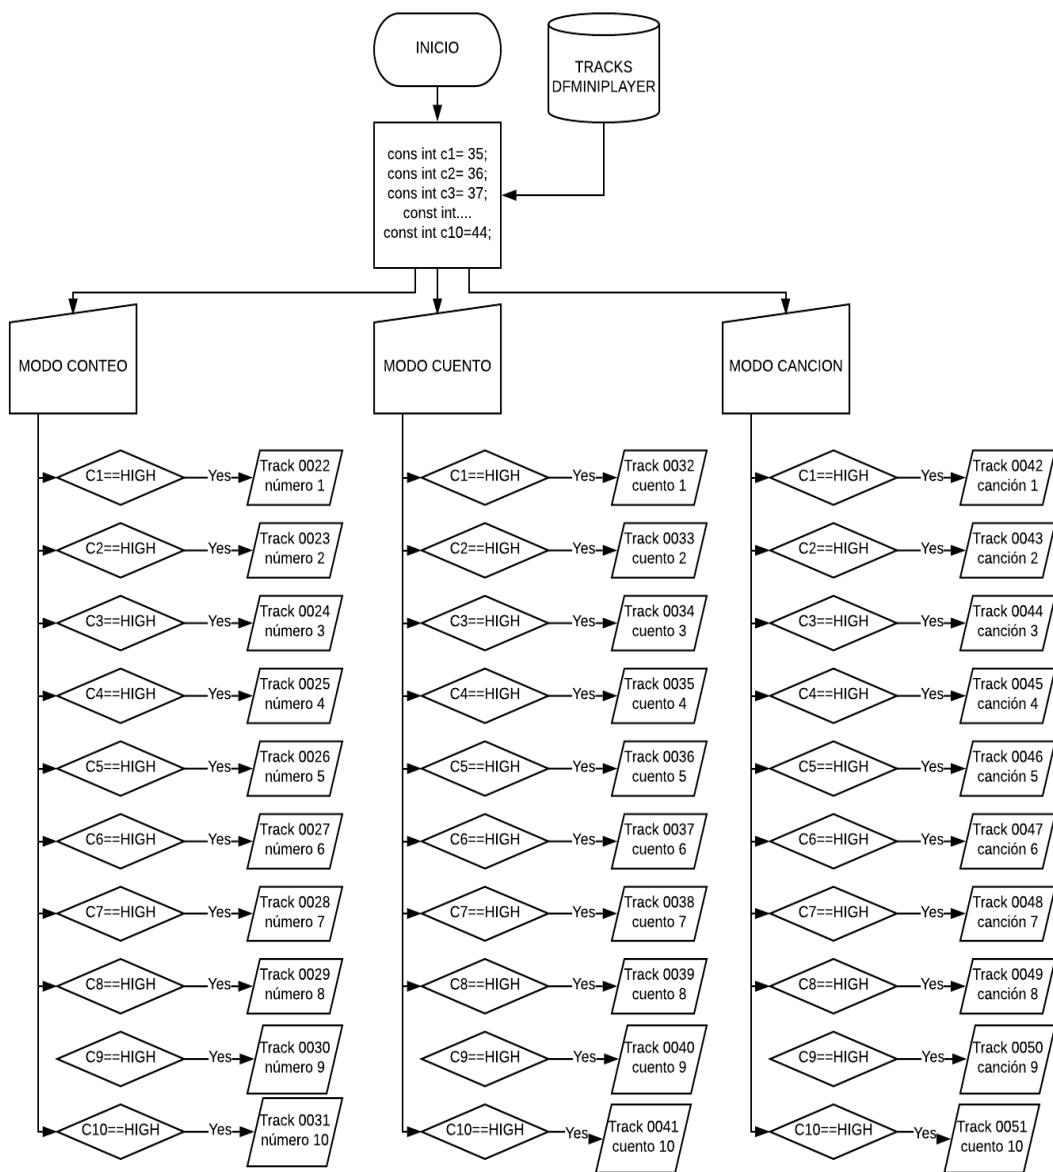 INICIO
TRACKS
DFMINIPLAYER
cons int c1= 35;
cons int c2= 36;
cons int c3= 37;
const int....
const int c10=44;
MODO CONTEO
MODO CUENTO
MODO CANCION
C1==HIGH
Yes
Track 0022
número 1
C2==HIGH
Yes
Track 0023
número 2
C3==HIGH
Yes
Track 0024
número 3
C4==HIGH
Yes
Track 0025
número 4
C5==HIGH
Yes
Track 0026
número 5
C6==HIGH
Yes
Track 0027
número 6
C7==HIGH
Yes
Track 0028
número 7
C8==HIGH
Yes
Track 0029
número 8
C9==HIGH
Yes
Track 0030
número 9
C10==HIGH
Yes
Track 0031
número 10
C1==HIGH
Yes
Track 0032
cuento 1
C2==HIGH
Yes
Track 0033
cuento 2
C3==HIGH
Yes
Track 0034
cuento 3
C4==HIGH
Yes
Track 0035
cuento 4
C5==HIGH
Yes
Track 0036
cuento 5
C6==HIGH
Yes
Track 0037
cuento 6
C7==HIGH
Yes
Track 0038
cuento 7
C8==HIGH
Yes
Track 0039
cuento 8
C9==HIGH
Yes
Track 0040
cuento 9
C10==HIGH
Yes
Track 0041
cuento 10
C1==HIGH
Yes
Track 0042
canción 1
C2==HIGH
Yes
Track 0043
canción 2
C3==HIGH
Yes
Track 0044
canción 3
C4==HIGH
Yes
Track 0045
canción 4
C5==HIGH
Yes
Track 0046
canción 5
C6==HIGH
Yes
Track 0047
canción 6
C7==HIGH
Yes
Track 0048
canción 7
C8==HIGH
Yes
Track 0049
canción 8
C9==HIGH
Yes
Track 0050
canción 9
C10==HIGH
Yes
Track 0051
cuento 10